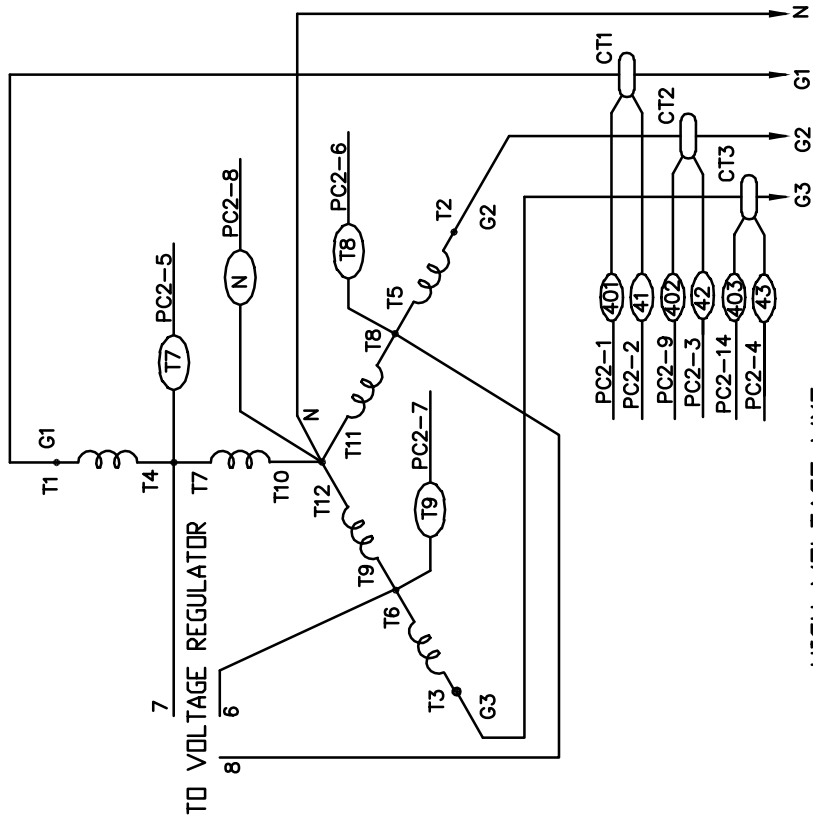 N
G1
G2
G3
CT1
CT2
CT3
PC2-8
N
PC2-6
T8
PC2-5
T7
T2
G2
T5
T8
T11
N
G1
T1
T4
T7
T10
T12
PC2-7
T9
T9
T6
T3
G3
401
41
402
42
403
43
PC2-1
PC2-2
PC2-9
PC2-3
PC2-14
PC2-4
TO VOLTAGE REGULATOR
7
6
8